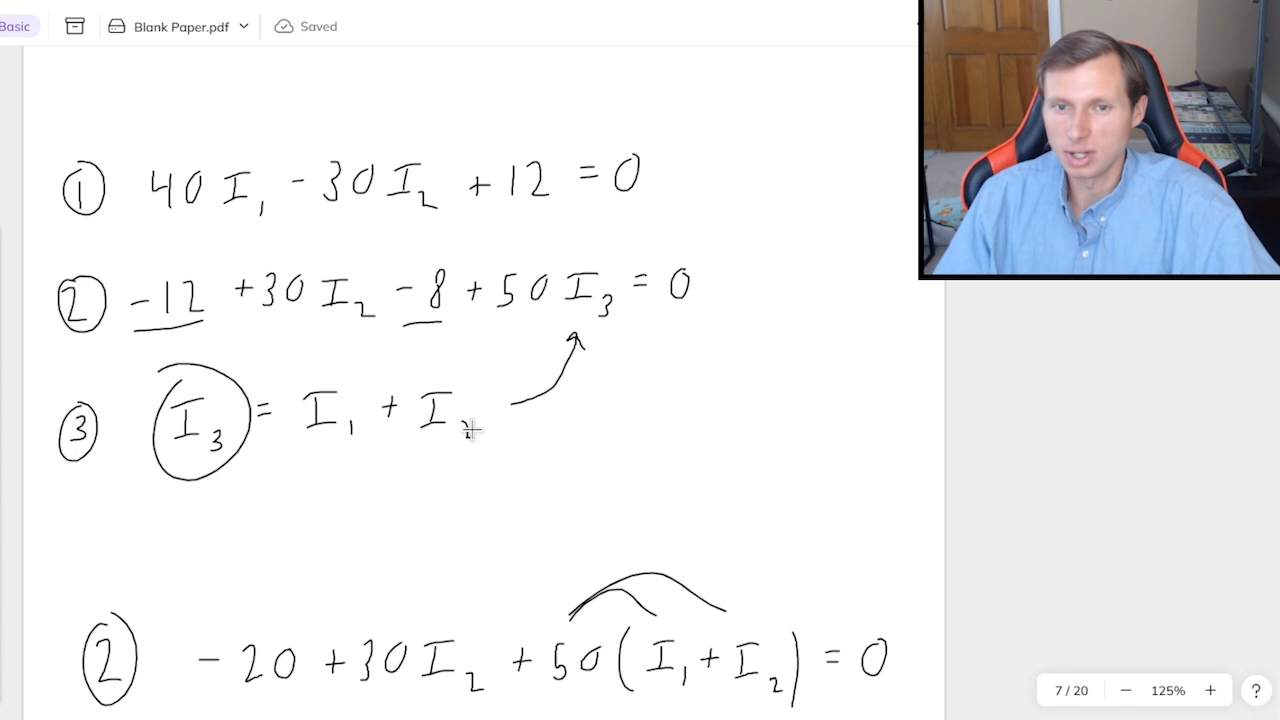 Basic Blank Paper.pdf Saved
① 40 I₁ - 30 I₂ + 12 = 0
② -12 + 30 I₂ - 8 + 50 I₃ = 0
③ I₃ = I₁ + I₂
② - 20 + 30 I₂ + 50 ( I₁ + I₂ ) = 0
7 / 20 − 125% + ?